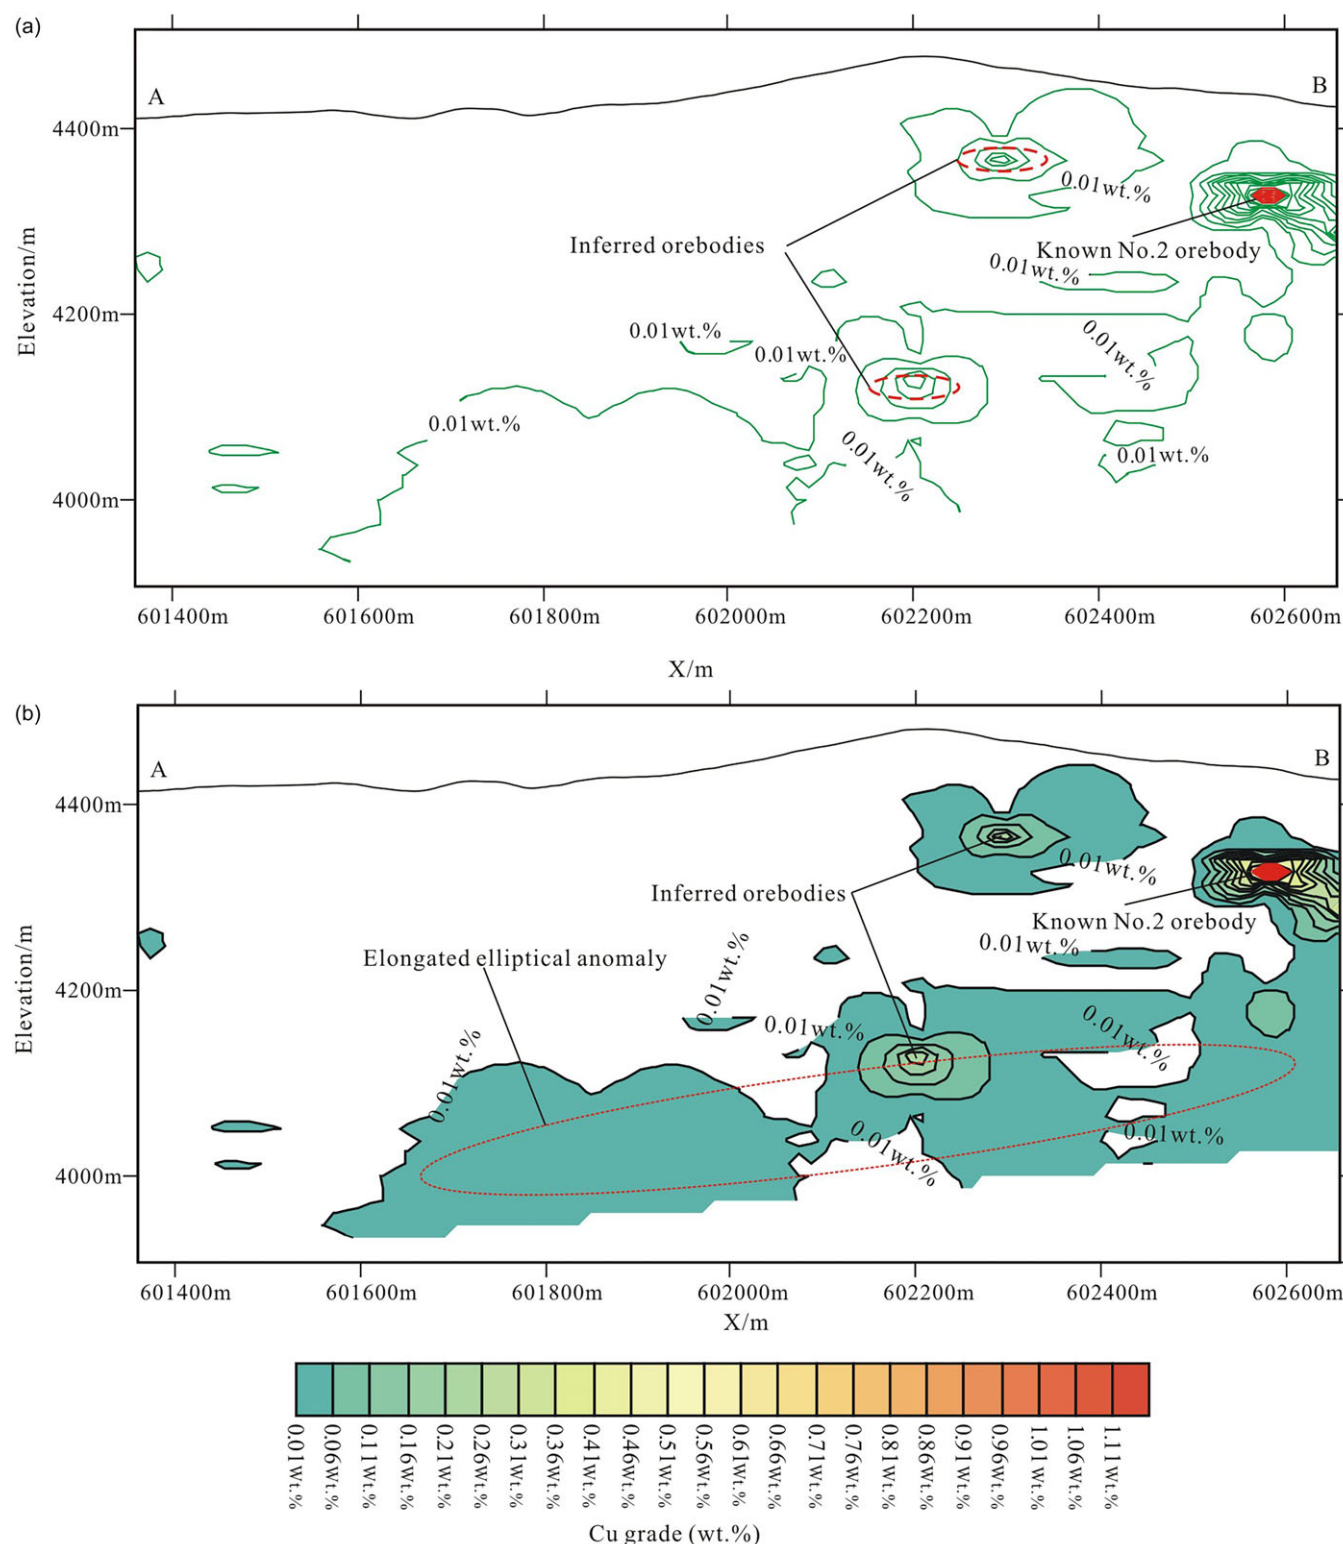 (a)
A
B
4400m
0.01wt.%
Inferred orebodies
Known No.2 orebody
0.01wt.%
4200m
0.01wt.%
0.01wt.%
0.01wt.%
0.01wt.%
0.01wt.%
0.01wt.%
4000m
Elevation/m
601400m
601600m
601800m
602000m
602200m
602400m
602600m
X/m
(b)
A
B
4400m
0.01wt.%
Inferred orebodies
Known No.2 orebody
0.01wt.%
Elongated elliptical anomaly
0.01wt.%
4200m
0.01wt.%
0.01wt.%
0.01wt.%
0.01wt.%
0.01wt.%
4000m
Elevation/m
601400m
601600m
601800m
602000m
602200m
602400m
602600m
X/m
0.01wt.%
0.06wt.%
0.11wt.%
0.16wt.%
0.21wt.%
0.26wt.%
0.31wt.%
0.36wt.%
0.41wt.%
0.46wt.%
0.51wt.%
0.56wt.%
0.61wt.%
0.66wt.%
0.71wt.%
0.76wt.%
0.81wt.%
0.86wt.%
0.91wt.%
0.96wt.%
1.01wt.%
1.06wt.%
1.11wt.%
Cu grade (wt.%)